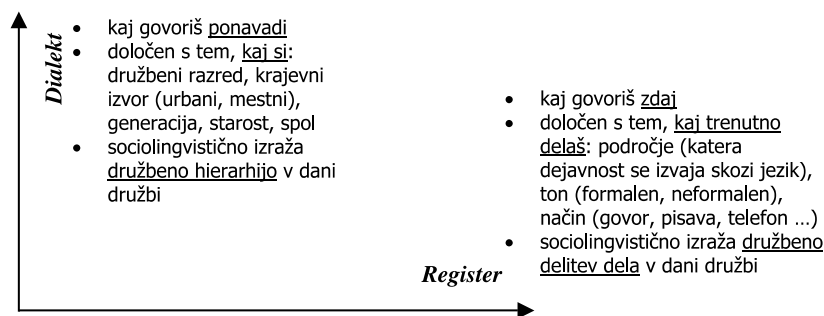 Dialekt
• kaj govoriš ponavadi
• določen s tem, kaj si:
družbeni razred, krajevni
izvor (urbani, mestni),
generacija, starost, spol
• sociolingvistično izraža
družbeno hierarhijo v dani
družbi
• kaj govoriš zdaj
• določen s tem, kaj trenutno
delaš: področje (katera
dejavnost se izvaja skozi jezik),
ton (formalen, neformalen),
način (govor, pisava, telefon …)
• sociolingvistično izraža družbeno
delitev dela v dani družbi
Register